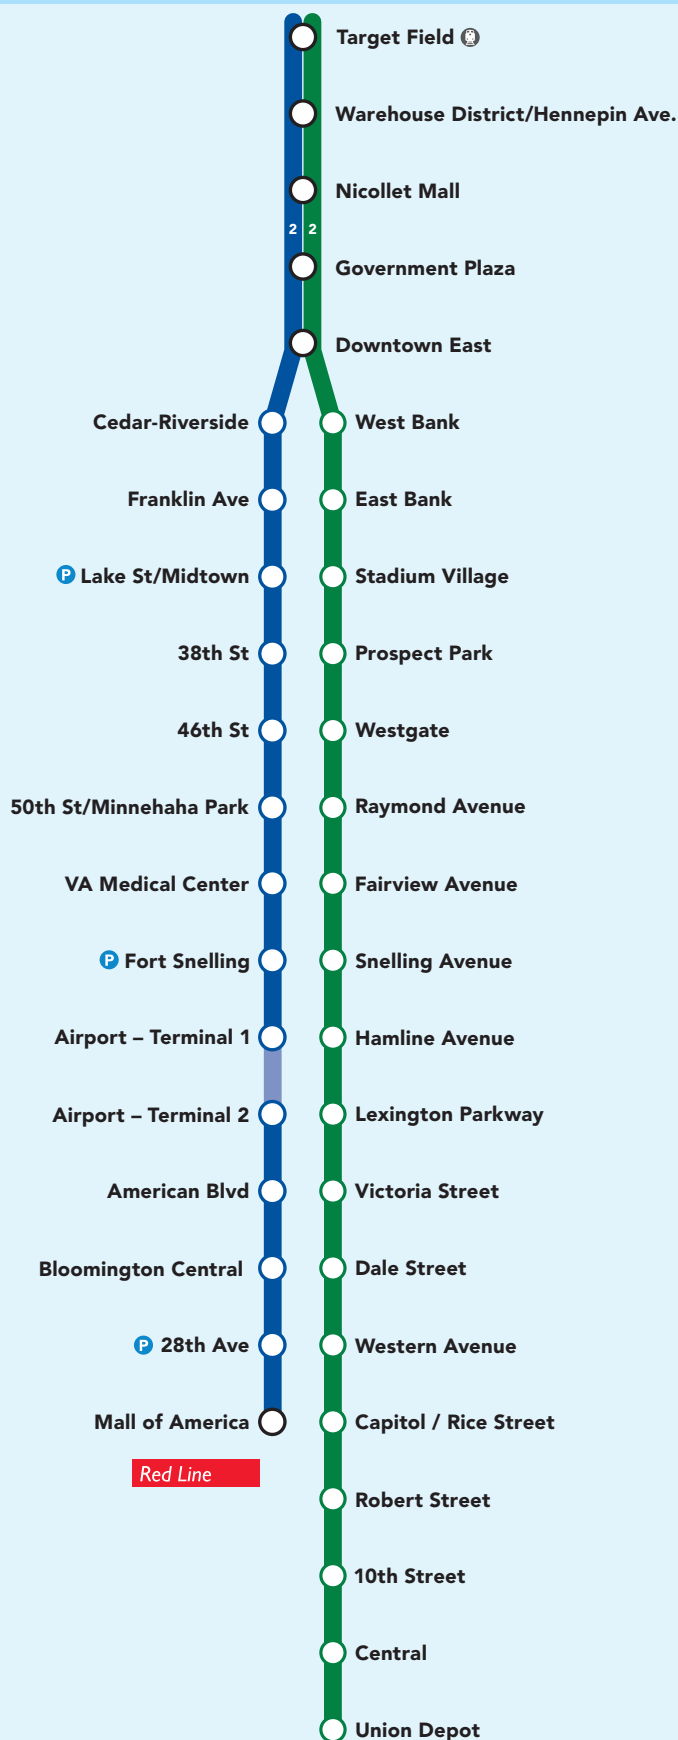 Target Field
Warehouse District/Hennepin Ave.
Nicollet Mall
2 2
Government Plaza
Downtown East
Cedar-Riverside
West Bank
Franklin Ave
East Bank
P Lake St/Midtown
Stadium Village
38th St
Prospect Park
46th St
Westgate
50th St/Minnehaha Park
Raymond Avenue
VA Medical Center
Fairview Avenue
P Fort Snelling
Snelling Avenue
Airport – Terminal 1
Hamline Avenue
Airport – Terminal 2
Lexington Parkway
American Blvd
Victoria Street
Bloomington Central
Dale Street
P 28th Ave
Western Avenue
Mall of America
Capitol / Rice Street
Red Line
Robert Street
10th Street
Central
Union Depot